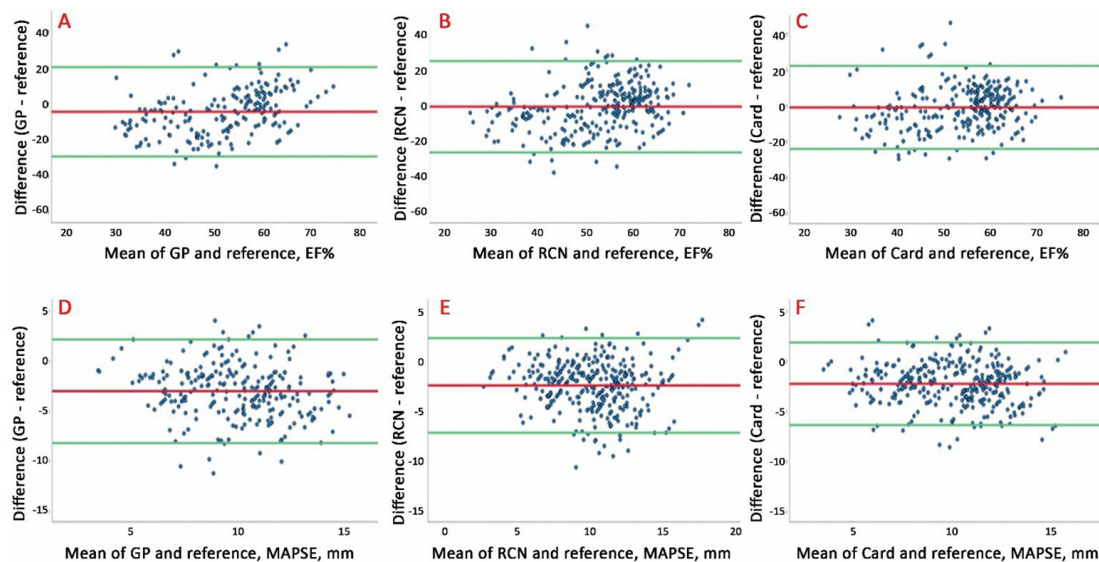 A
Difference (GP - reference)
40
20
0
-20
-40
-60
20 30 40 50 60 70 80
Mean of GP and reference, EF%
B
Difference (RCN - reference)
40
20
0
-20
-40
-60
20 30 40 50 60 70 80
Mean of RCN and reference, EF%
C
Difference (Card - reference)
40
20
0
-20
-40
-60
20 30 40 50 60 70 80
Mean of Card and reference, EF%
D
Difference (GP - reference)
5
0
-5
-10
-15
5 10 15
Mean of GP and reference, MAPSE, mm
E
Difference (RCN - reference)
5
0
-5
-10
-15
0 5 10 15 20
Mean of RCN and reference, MAPSE, mm
F
Difference (Card - reference)
5
0
-5
-10
-15
5 10 15
Mean of Card and reference, MAPSE, mm